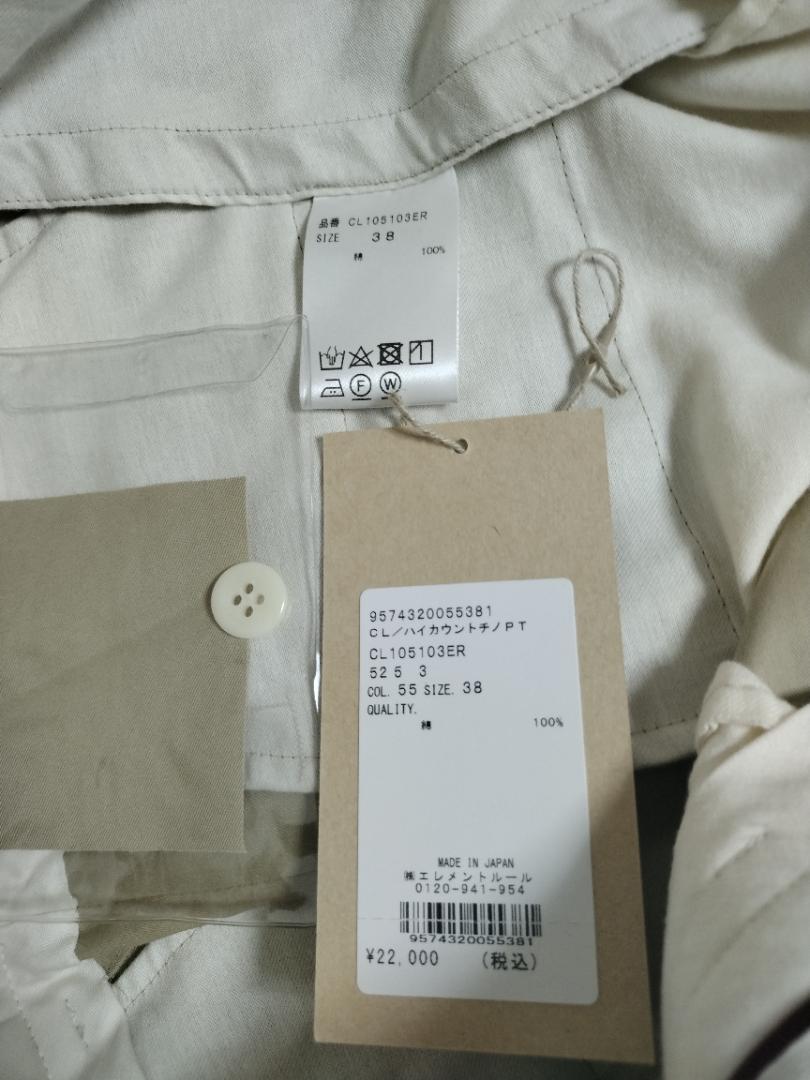 品番 CL105103ER
SIZE 38
綿 100%
F W
9574320055381
CL／ハイカウントチノPT
CL105103ER
525 3
COL. 55 SIZE. 38
QUALITY.
綿 100%
MADE IN JAPAN
㈱エレメントルール
0120-941-954
9574320055381
¥22,000 (税込)